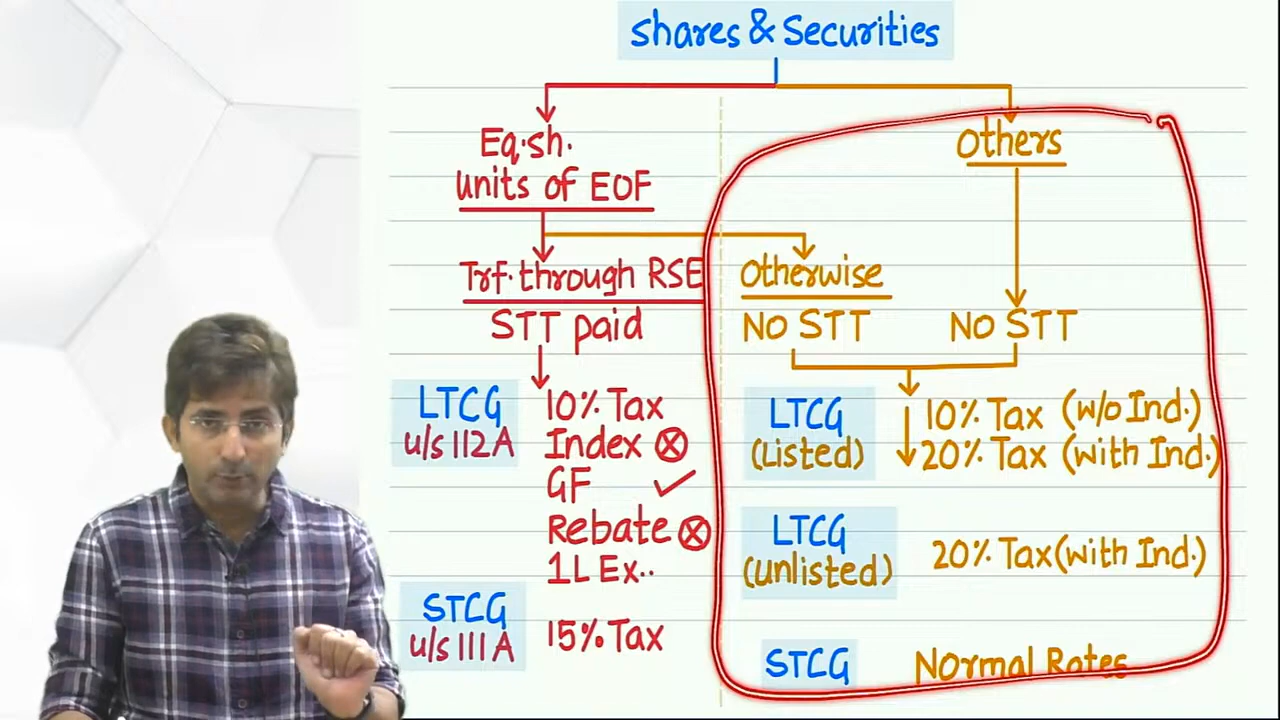 Shares & Securities
Eq.sh.
Units of EOF
Trf. through RSE
STT paid
LTCG
u/s 112A
10% Tax
Index ⓧ
GF ✓
Rebate ⓧ
1L Ex..
STCG
u/s 111A
15% Tax
Others
Otherwise
NO STT
NO STT
LTCG
(Listed)
10% Tax (w/o Ind.)
20% Tax (with Ind.)
LTCG
(Unlisted)
20% Tax (with Ind.)
STCG
Normal Rates